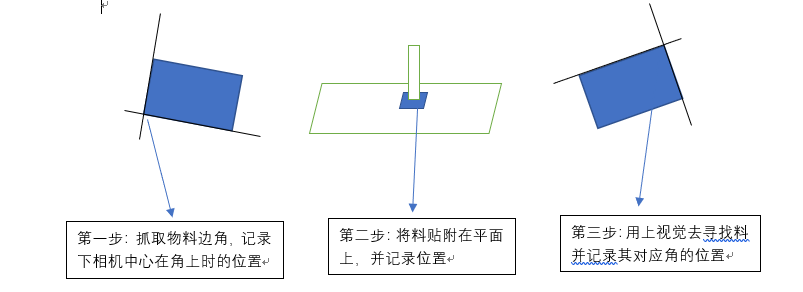 第一步: 抓取物料边角, 记录
下相机中心在角上时的位置
第二步: 将料贴附在平面
上, 并记录位置
第三步: 用上视觉去寻找料
并记录其对应角的位置